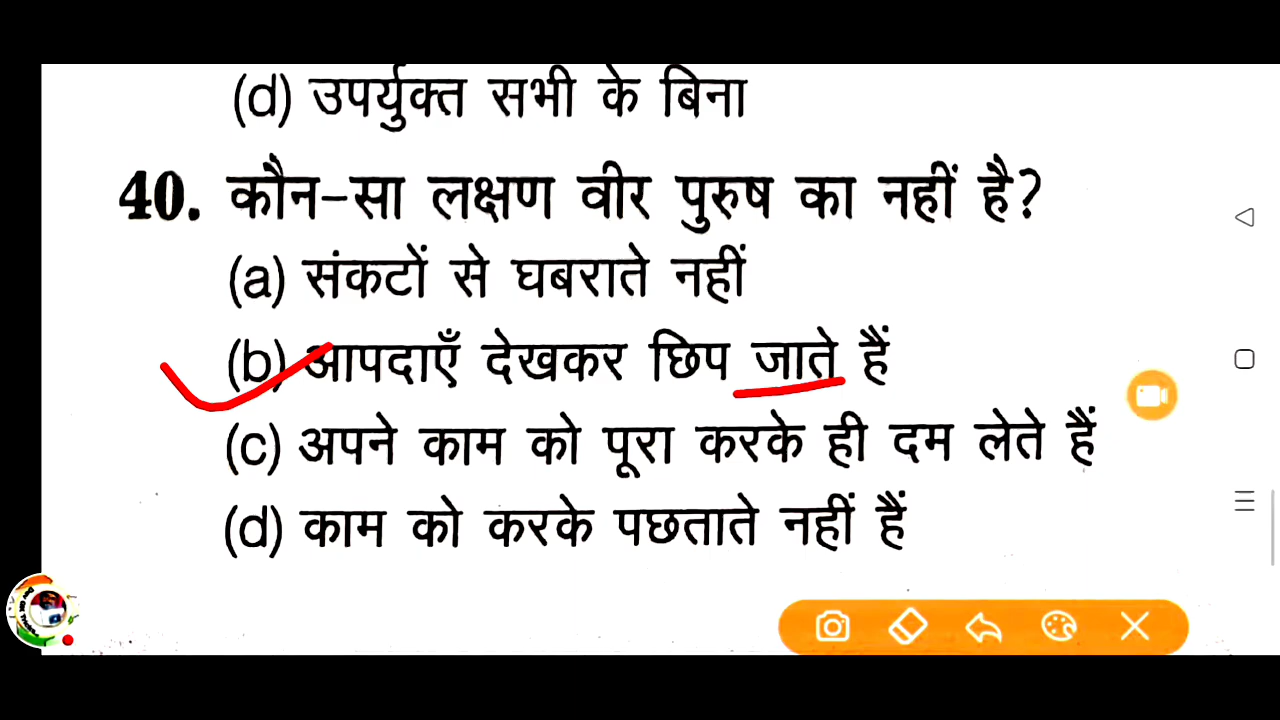 (d) उपर्युक्त सभी के बिना
40. कौन-सा लक्षण वीर पुरुष का नहीं है?
(a) संकटों से घबराते नहीं
(b) आपदाएँ देखकर छिप जाते हैं
(c) अपने काम को पूरा करके ही दम लेते हैं
(d) काम को करके पछताते नहीं हैं